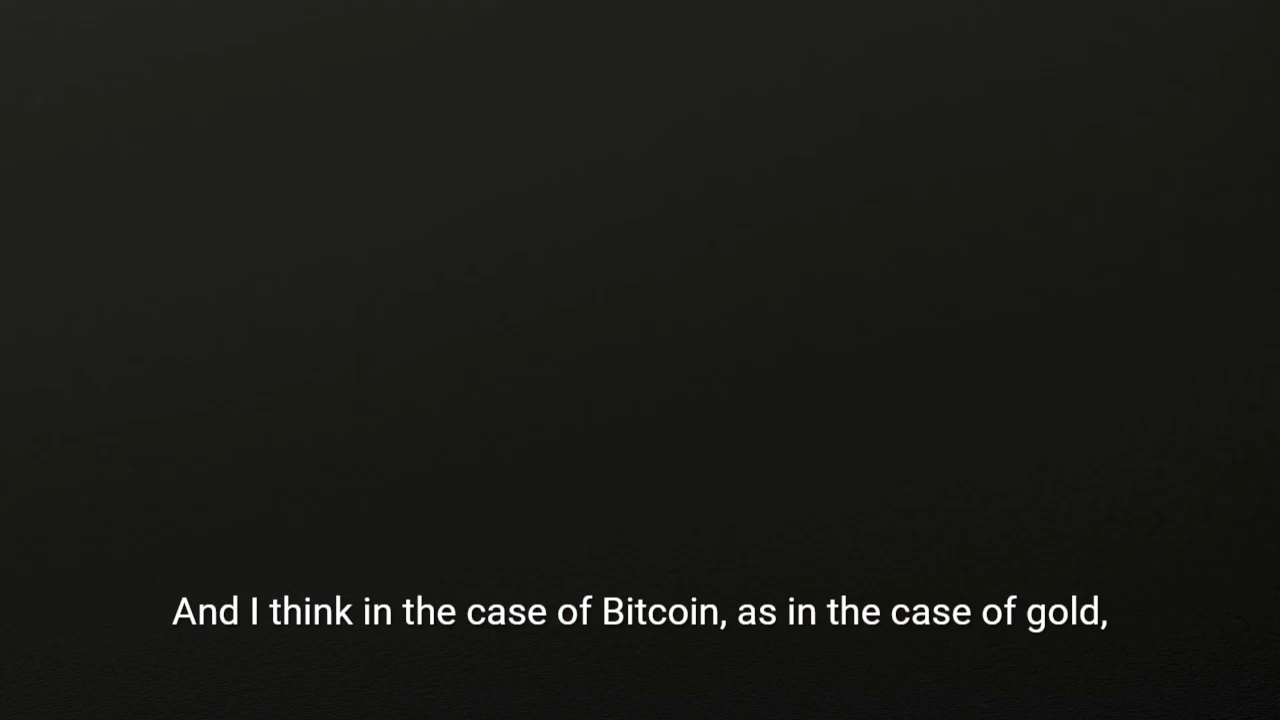 And I think in the case of Bitcoin, as in the case of gold,